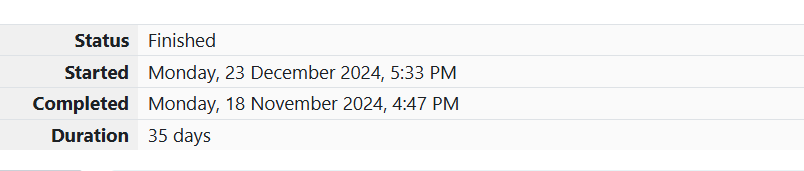 Status Finished
Started Monday, 23 December 2024, 5:33 PM
Completed Monday, 18 November 2024, 4:47 PM
Duration 35 days